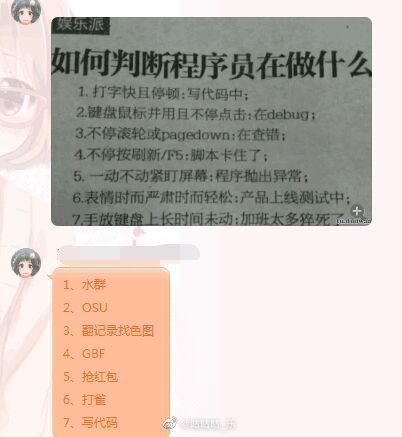 娱乐派
如何判断程序员在做什么
1. 打字快且停顿:写代码中;
2.键盘鼠标并用且不停点击:在debug;
3.不停滚轮或pagedown:在查错;
4.不停按刷新/F5:脚本卡住了;
5. 一动不动紧盯屏幕:程序抛出异常;
6.表情时而严肃时而轻松:产品上线测试中;
7.手放键盘上长时间未动:加班太多猝死了
1、水群
2、OSU
3、翻记录找色图
4、GBF
5、抢红包
6、打雀
7、写代码